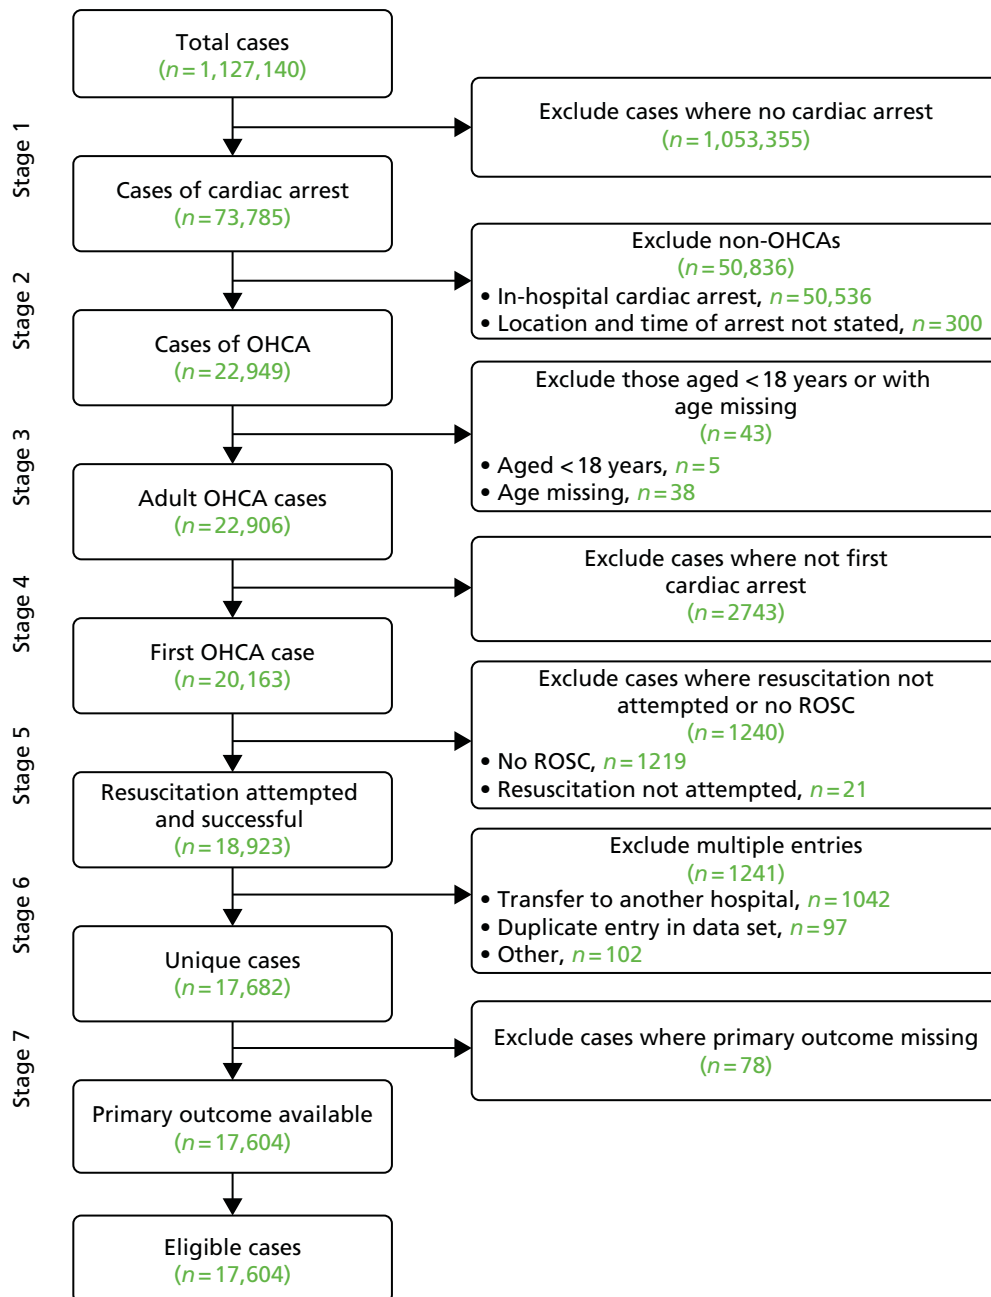 Total cases
(n=1,127,140)
Stage 1
Exclude cases where no cardiac arrest
(n=1,053,355)
Cases of cardiac arrest
(n=73,785)
Stage 2
Exclude non-OHCAs
(n=50,836)
• In-hospital cardiac arrest, n=50,536
• Location and time of arrest not stated, n=300
Cases of OHCA
(n=22,949)
Stage 3
Exclude those aged <18 years or with
age missing
(n=43)
• Aged <18 years, n=5
• Age missing, n=38
Adult OHCA cases
(n=22,906)
Stage 4
Exclude cases where not first
cardiac arrest
(n=2743)
First OHCA case
(n=20,163)
Stage 5
Exclude cases where resuscitation not
attempted or no ROSC
(n=1240)
• No ROSC, n=1219
• Resuscitation not attempted, n=21
Resuscitation attempted
and successful
(n=18,923)
Stage 6
Exclude multiple entries
(n=1241)
• Transfer to another hospital, n=1042
• Duplicate entry in data set, n=97
• Other, n=102
Unique cases
(n=17,682)
Stage 7
Exclude cases where primary outcome missing
(n=78)
Primary outcome available
(n=17,604)
Eligible cases
(n=17,604)